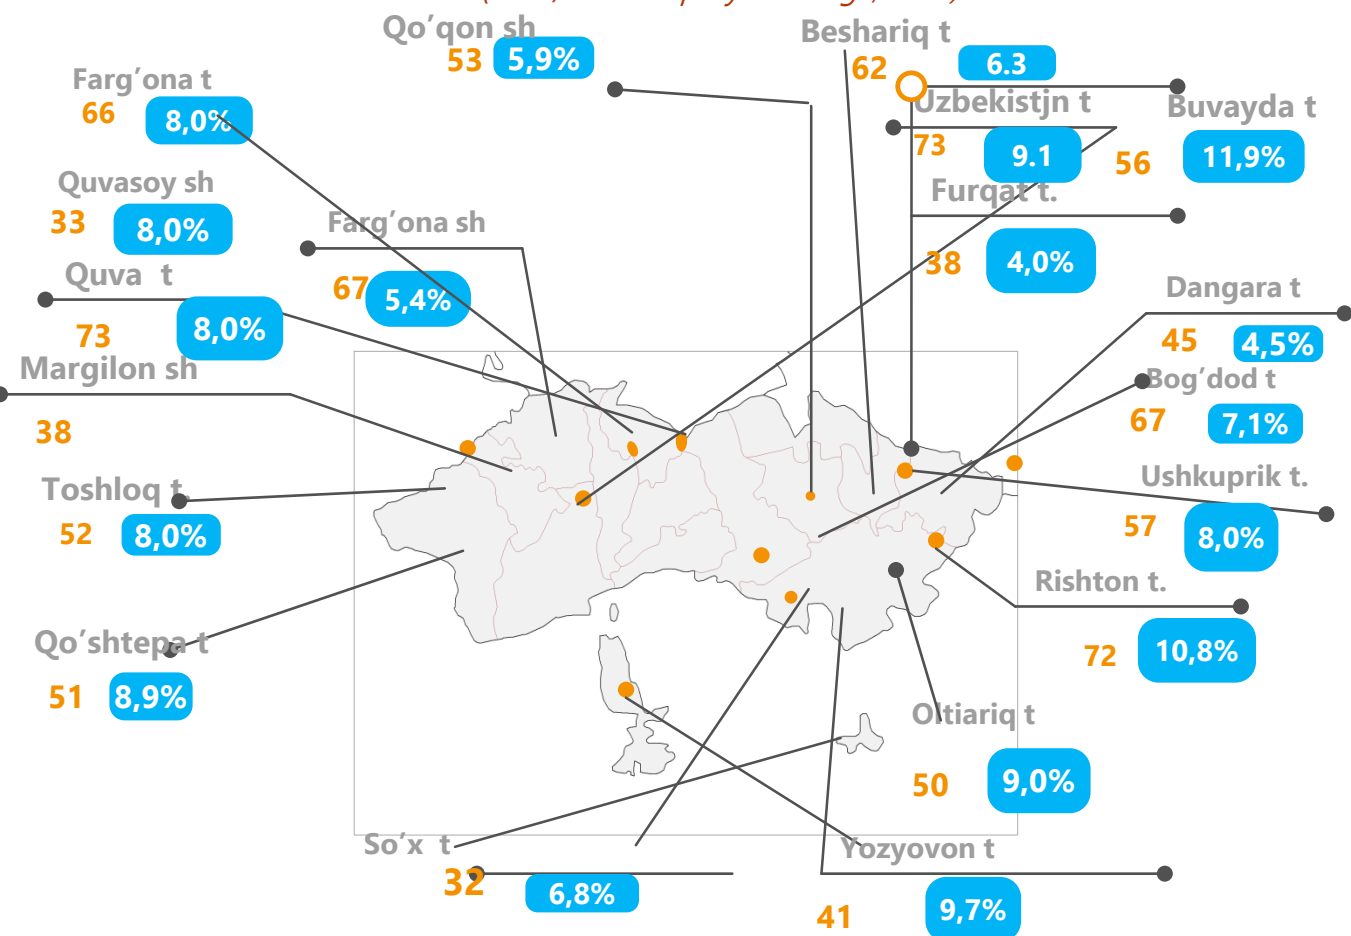 Qo’qon sh
53 5,9%
Beshariq t
62 6.3
Farg’ona t
66 8,0%
Uzbekistjn t
73 9.1
Buvayda t
56 11,9%
Quvasoy sh
33 8,0%
Farg’ona sh
67 5,4%
Furqat t.
38 4,0%
Quva t
73 8,0%
Dangara t
45 4,5%
Margilon sh
38
Bog’dod t
67 7,1%
Toshloq t.
52 8,0%
Ushkuprik t.
57 8,0%
Rishton t.
72 10,8%
Qo’shtepa t
51 8,9%
Oltiariq t
50 9,0%
So’x t
32 6,8%
Yozyovon t
41 9,7%